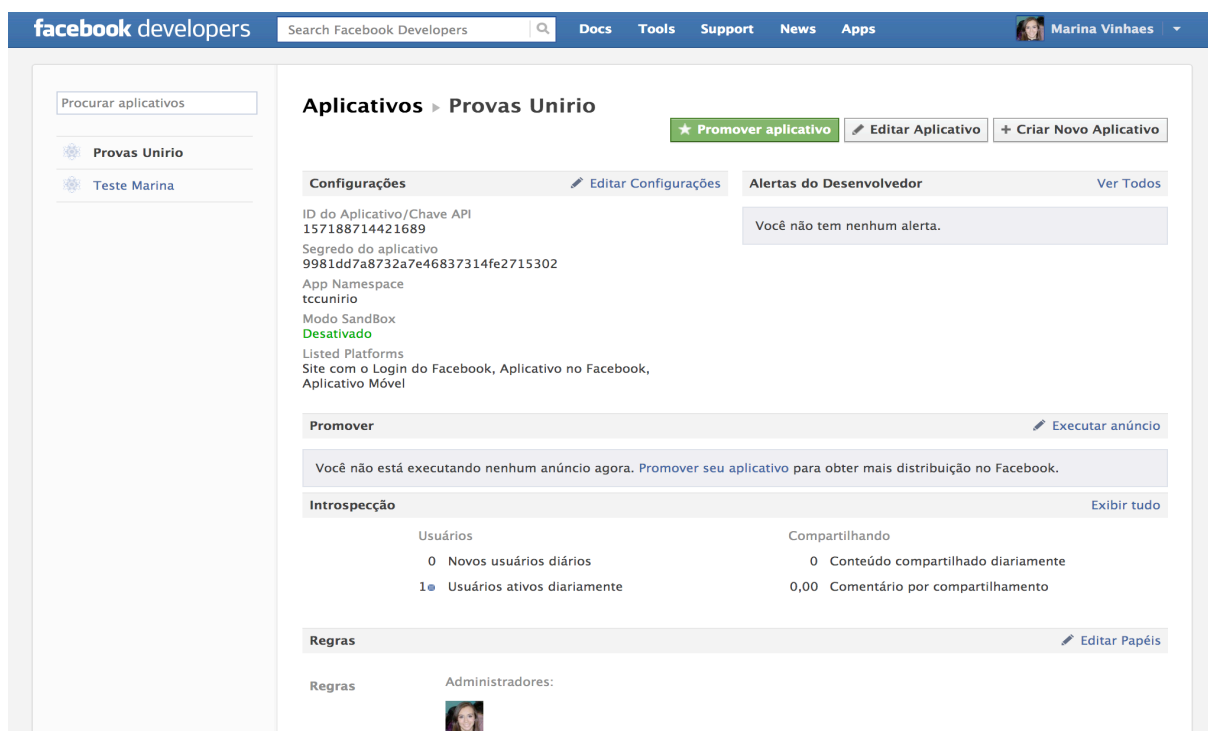 facebook developers
Search Facebook Developers
Docs Tools Support News Apps
Marina Vinhaes
Procurar aplicativos
Provas Unirio
Teste Marina
Aplicativos ▸ Provas Unirio
★ Promover aplicativo
Editar Aplicativo
+ Criar Novo Aplicativo
Configurações
Editar Configurações
ID do Aplicativo/Chave API
157188714421689
Segredo do aplicativo
9981dd7a8732a7e46837314fe2715302
App Namespace
tccunirio
Modo SandBox
Desativado
Listed Platforms
Site com o Login do Facebook, Aplicativo no Facebook,
Aplicativo Móvel
Alertas do Desenvolvedor
Ver Todos
Você não tem nenhum alerta.
Promover
Executar anúncio
Você não está executando nenhum anúncio agora. Promover seu aplicativo para obter mais distribuição no Facebook.
Introspecção
Exibir tudo
Usuários
0 Novos usuários diários
1 Usuários ativos diariamente
Compartilhando
0 Conteúdo compartilhado diariamente
0,00 Comentário por compartilhamento
Regras
Editar Papéis
Regras
Administradores: